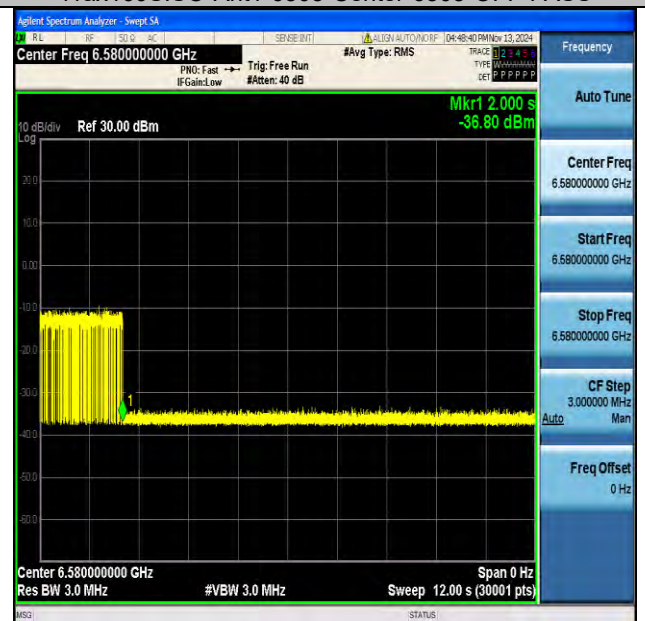 Agilent Spectrum Analyzer - Swept SA
RL RF 50 Ω AC SENSE:INT ALIGN AUTO/NO RF 04:48:40 PM Nov 13, 2024
Center Freq 6.580000000 GHz
PNO: Fast
IFGain:Low
Trig: Free Run
#Atten: 40 dB
#Avg Type: RMS
TRACE 1 2 3 4 5 6
TYPE
DET P P P P P P
Mkr1 2.000 s
-36.80 dBm
10 dB/div
Log
Ref 30.00 dBm
20.0
10.0
0.00
-10.0
-20.0
-30.0
-40.0
-50.0
-60.0
1
Center 6.580000000 GHz
Span 0 Hz
Res BW 3.0 MHz
#VBW 3.0 MHz
Sweep 12.00 s (30001 pts)
MSG
STATUS
Frequency
Auto Tune
Center Freq
6.580000000 GHz
Start Freq
6.580000000 GHz
Stop Freq
6.580000000 GHz
CF Step
3.000000 MHz
Auto Man
Freq Offset
0 Hz